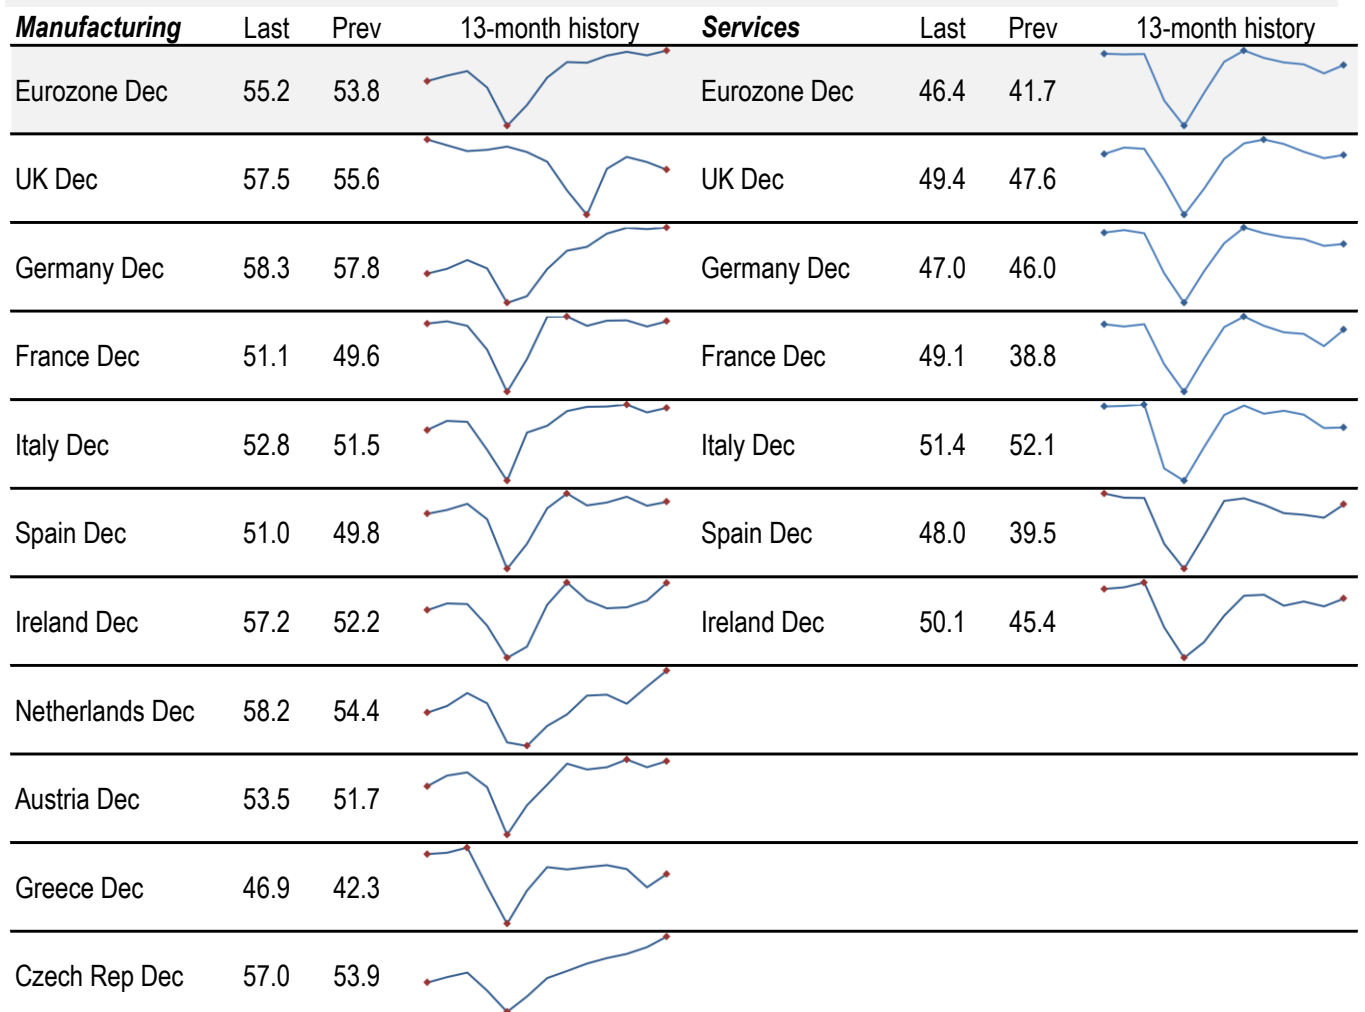 Manufacturing Last Prev 13-month history Services Last Prev 13-month history
Eurozone Dec 55.2 53.8 Eurozone Dec 46.4 41.7
UK Dec 57.5 55.6 UK Dec 49.4 47.6
Germany Dec 58.3 57.8 Germany Dec 47.0 46.0
France Dec 51.1 49.6 France Dec 49.1 38.8
Italy Dec 52.8 51.5 Italy Dec 51.4 52.1
Spain Dec 51.0 49.8 Spain Dec 48.0 39.5
Ireland Dec 57.2 52.2 Ireland Dec 50.1 45.4
Netherlands Dec 58.2 54.4
Austria Dec 53.5 51.7
Greece Dec 46.9 42.3
Czech Rep Dec 57.0 53.9